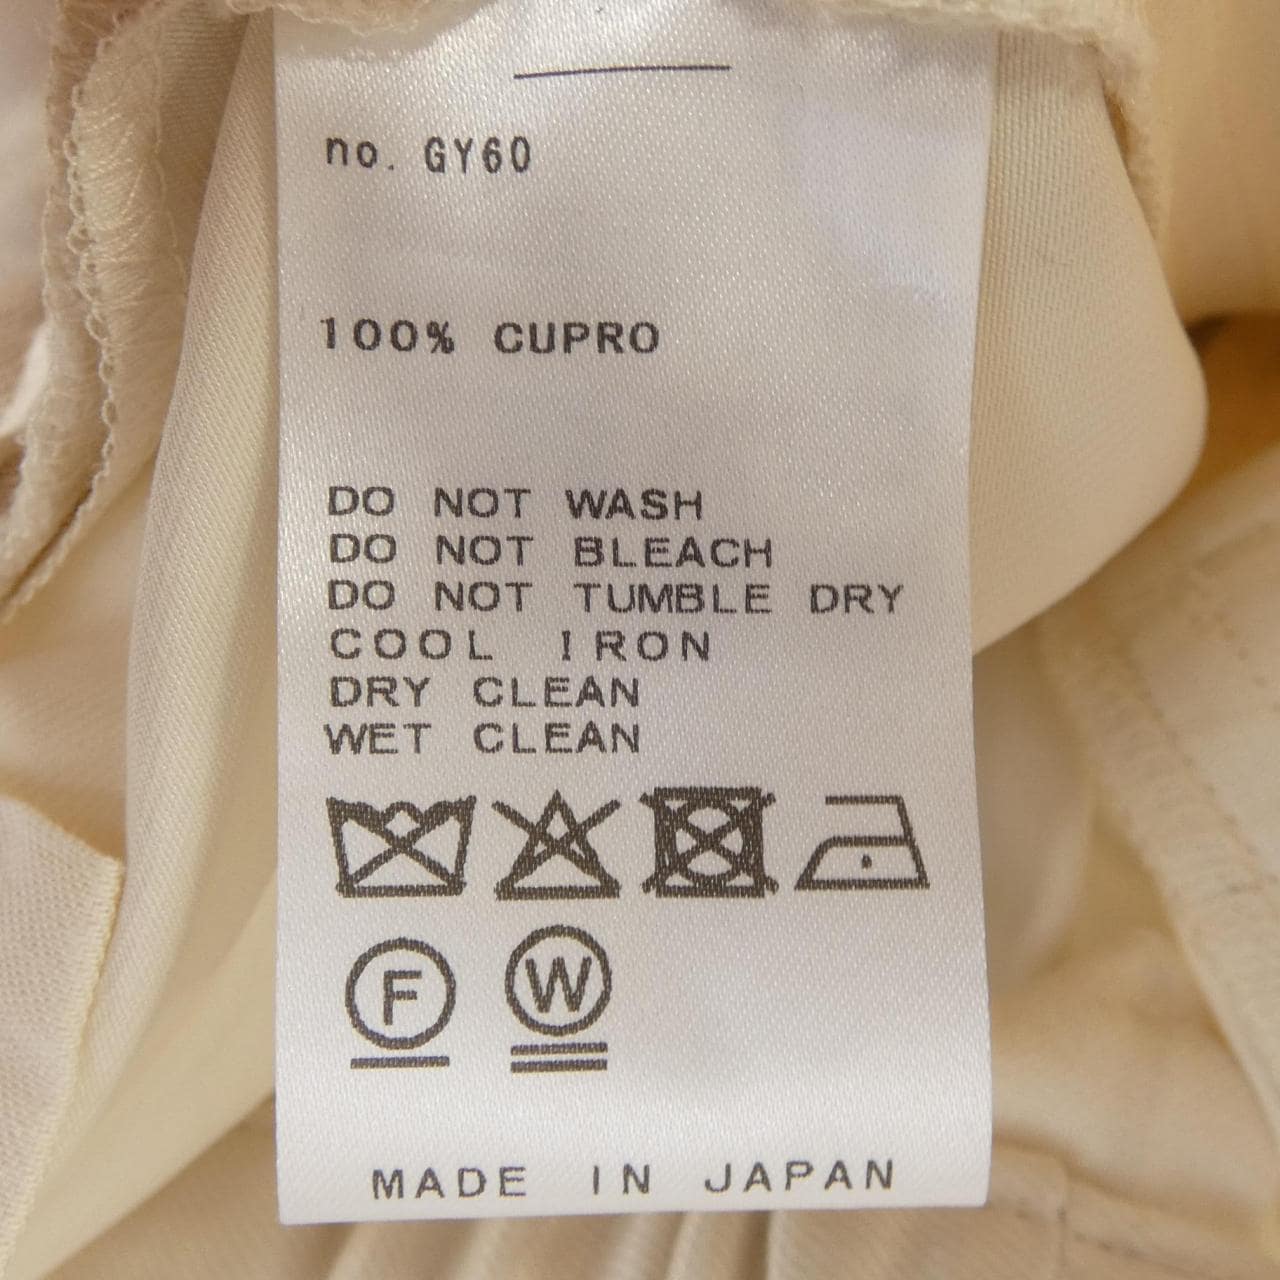 no. GY60
100% CUPRO
DO NOT WASH
DO NOT BLEACH
DO NOT TUMBLE DRY
COOL IRON
DRY CLEAN
WET CLEAN
F W
MADE IN JAPAN